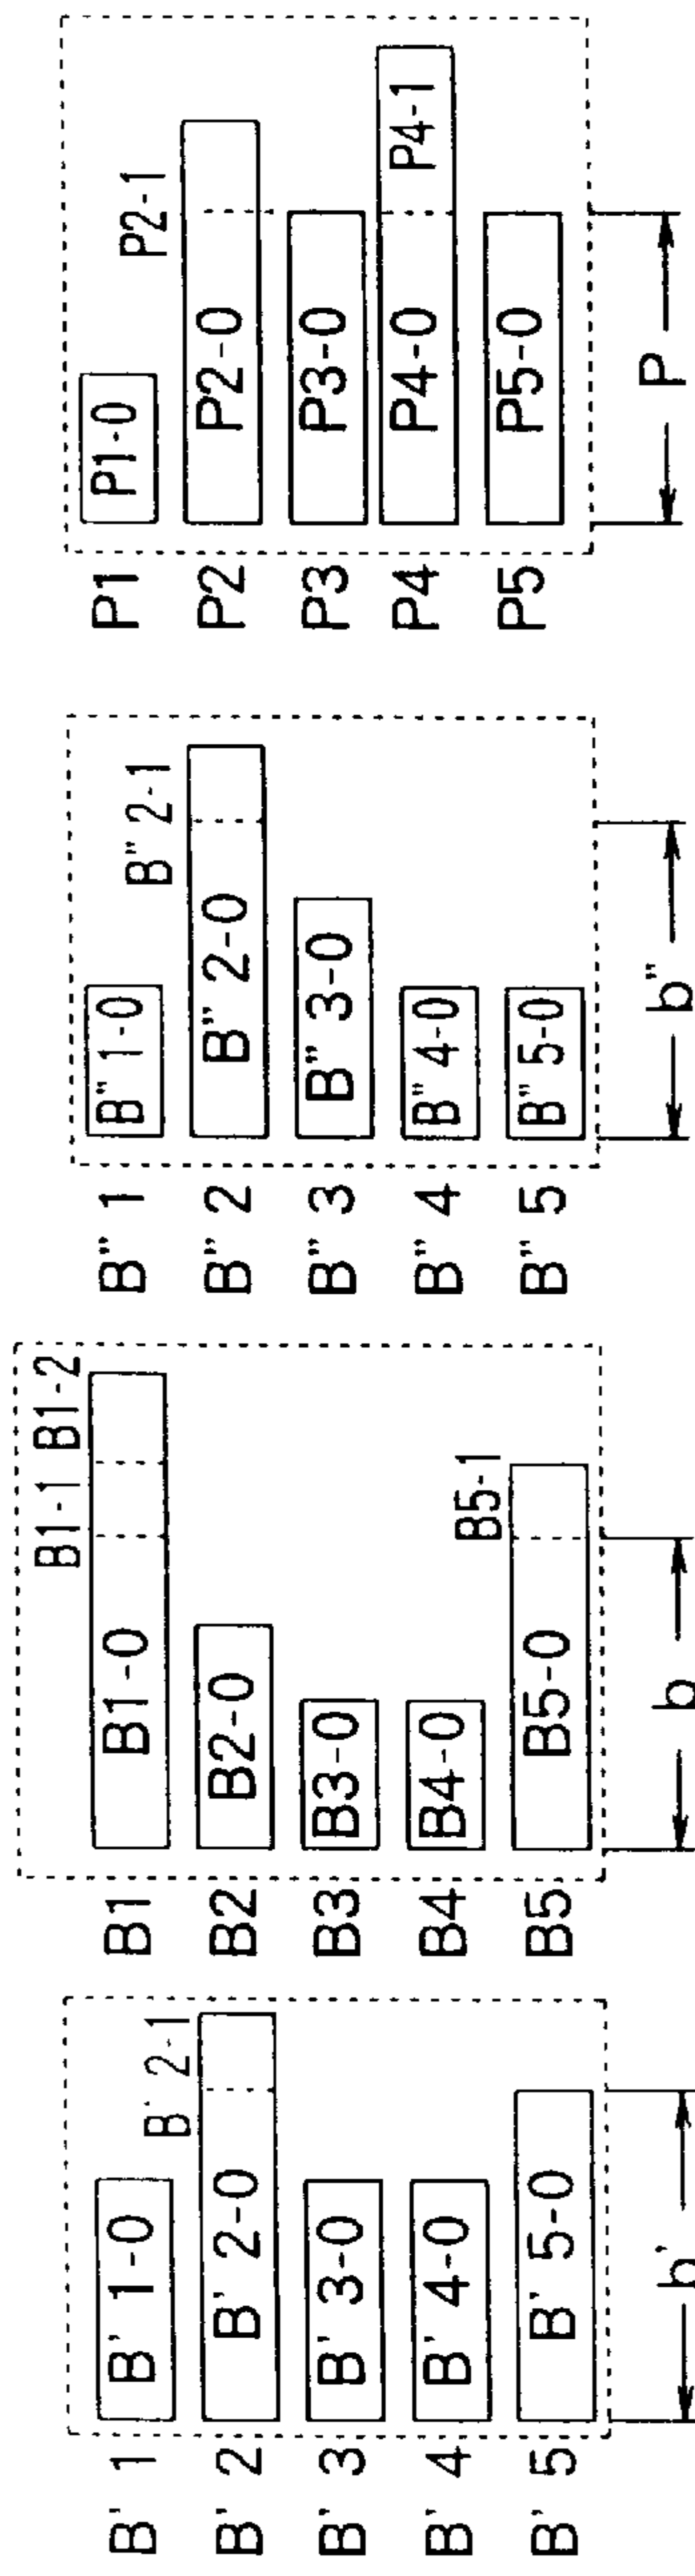 B' 2-1
B' 1 B' 1-0
B' 2 B' 2-0
B' 3 B' 3-0
B' 4 B' 4-0
B' 5 B' 5-0
b'
B1-1 B1-2
B1 B1-0
B2 B2-0
B3 B3-0
B4 B4-0
B5-1
B5 B5-0
b
B" 1 B" 1-0
B" 2-1
B" 2 B" 2-0
B" 3 B" 3-0
B" 4 B" 4-0
B" 5 B" 5-0
b"
P1 P1-0
P2-1
P2 P2-0
P3 P3-0
P4 P4-0 P4-1
P5 P5-0
P